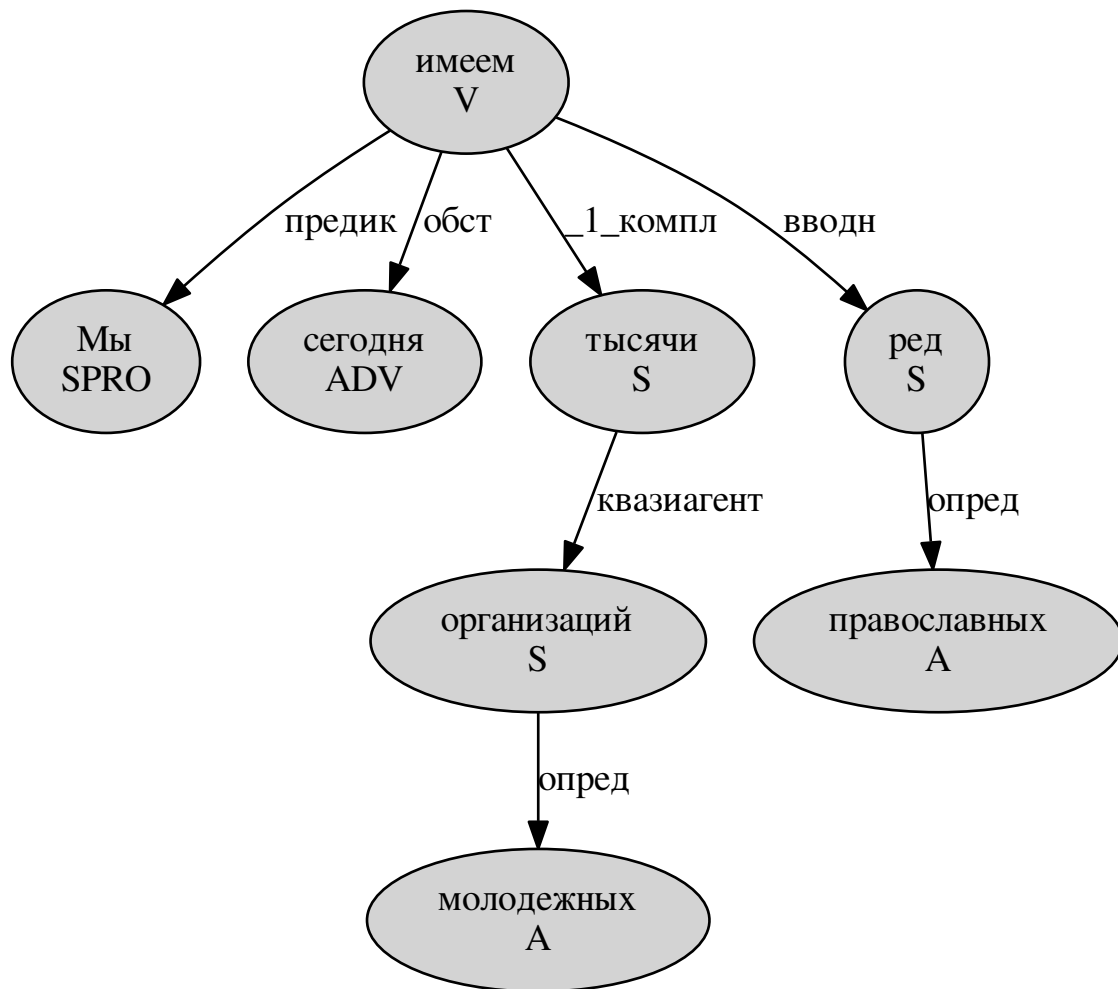 имеем
V
предик
обст
_1_компл
вводн
Мы
SPRO
сегодня
ADV
тысячи
S
ред
S
квазиагент
опред
организаций
S
православных
A
опред
молодежных
A